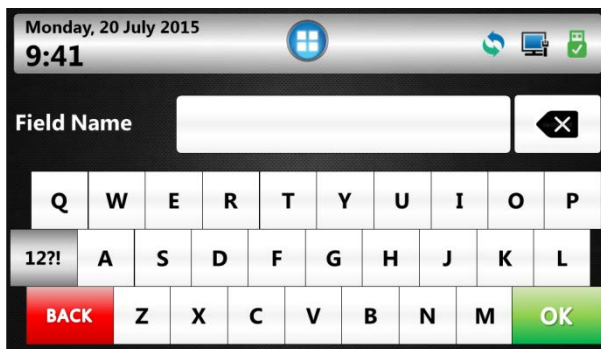 Monday, 20 July 2015
9:41
Field Name
Q W E R T Y U I O P
12?! A S D F G H J K L
BACK Z X C V B N M OK